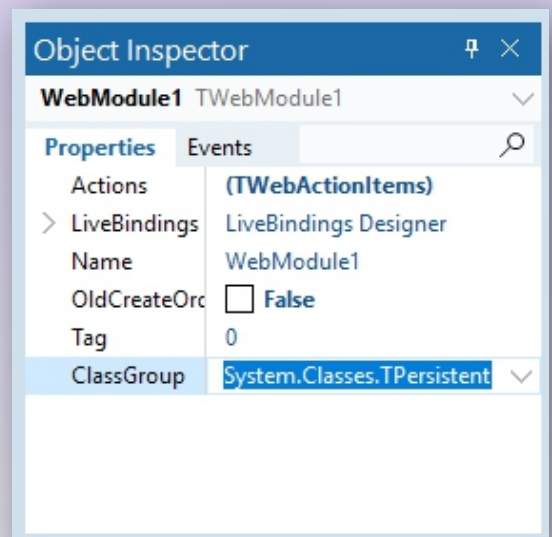 Object Inspector
WebModule1 TWebModule1
Properties Events
Actions (TWebActionItems)
LiveBindings LiveBindings Designer
Name WebModule1
OldCreateOrd False
Tag 0
ClassGroup System.Classes.TPersistent